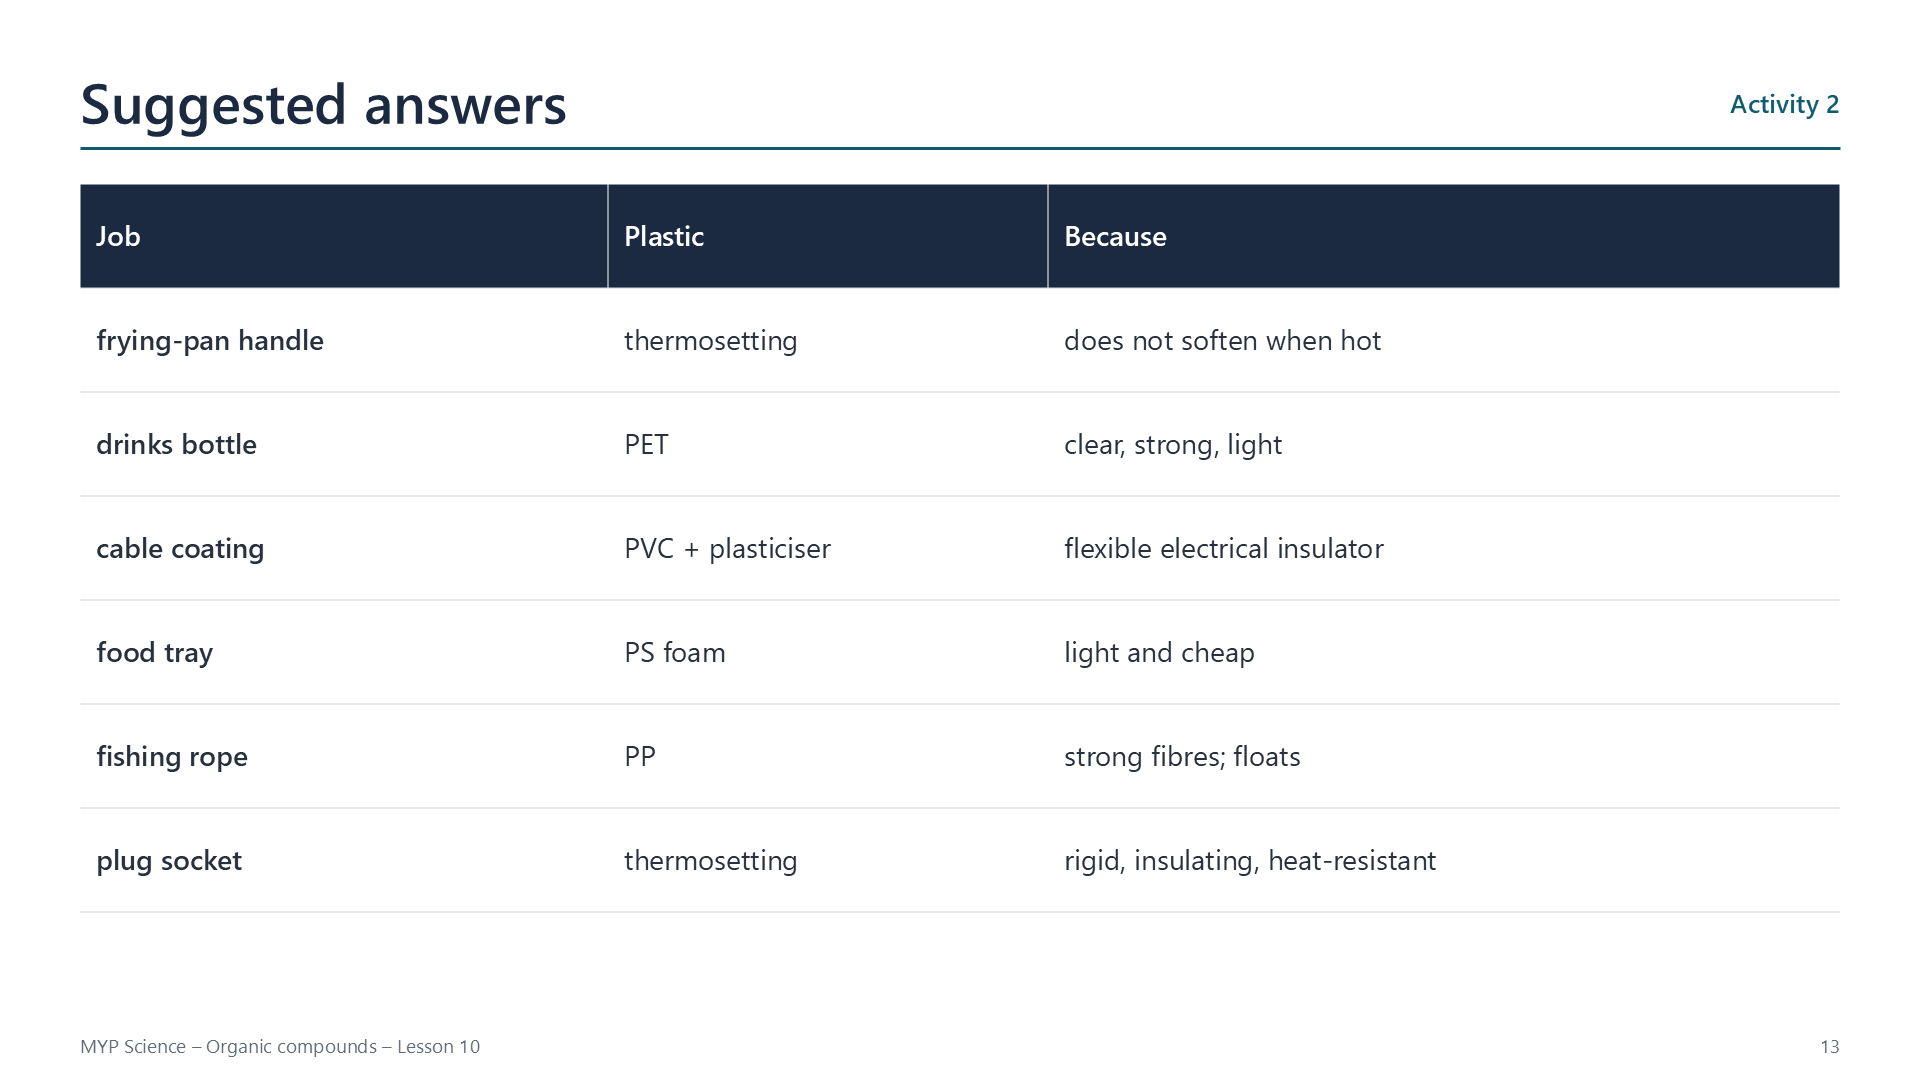 Suggested answers
Activity 2
Job Plastic Because
frying-pan handle thermosetting does not soften when hot
drinks bottle PET clear, strong, light
cable coating PVC + plasticiser flexible electrical insulator
food tray PS foam light and cheap
fishing rope PP strong fibres; floats
plug socket thermosetting rigid, insulating, heat-resistant
MYP Science – Organic compounds – Lesson 10
13